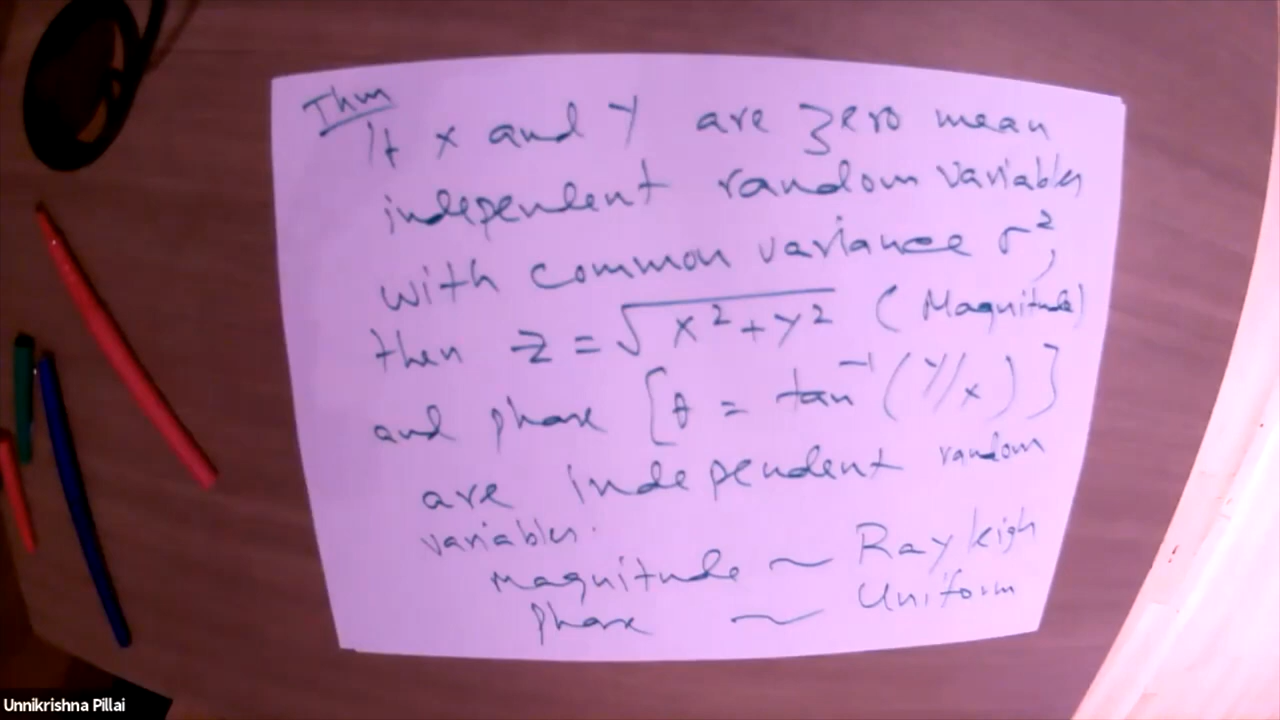 Thm
If x and y are zero mean
independent random variables
with common variance σ²,
then z = √x²+y² (Magnitude)
and phase [θ = tan⁻¹(y/x)]
are independent random
variables.
Magnitude ~ Rayleigh
phase ~ Uniform
Unnikrishna Pillai